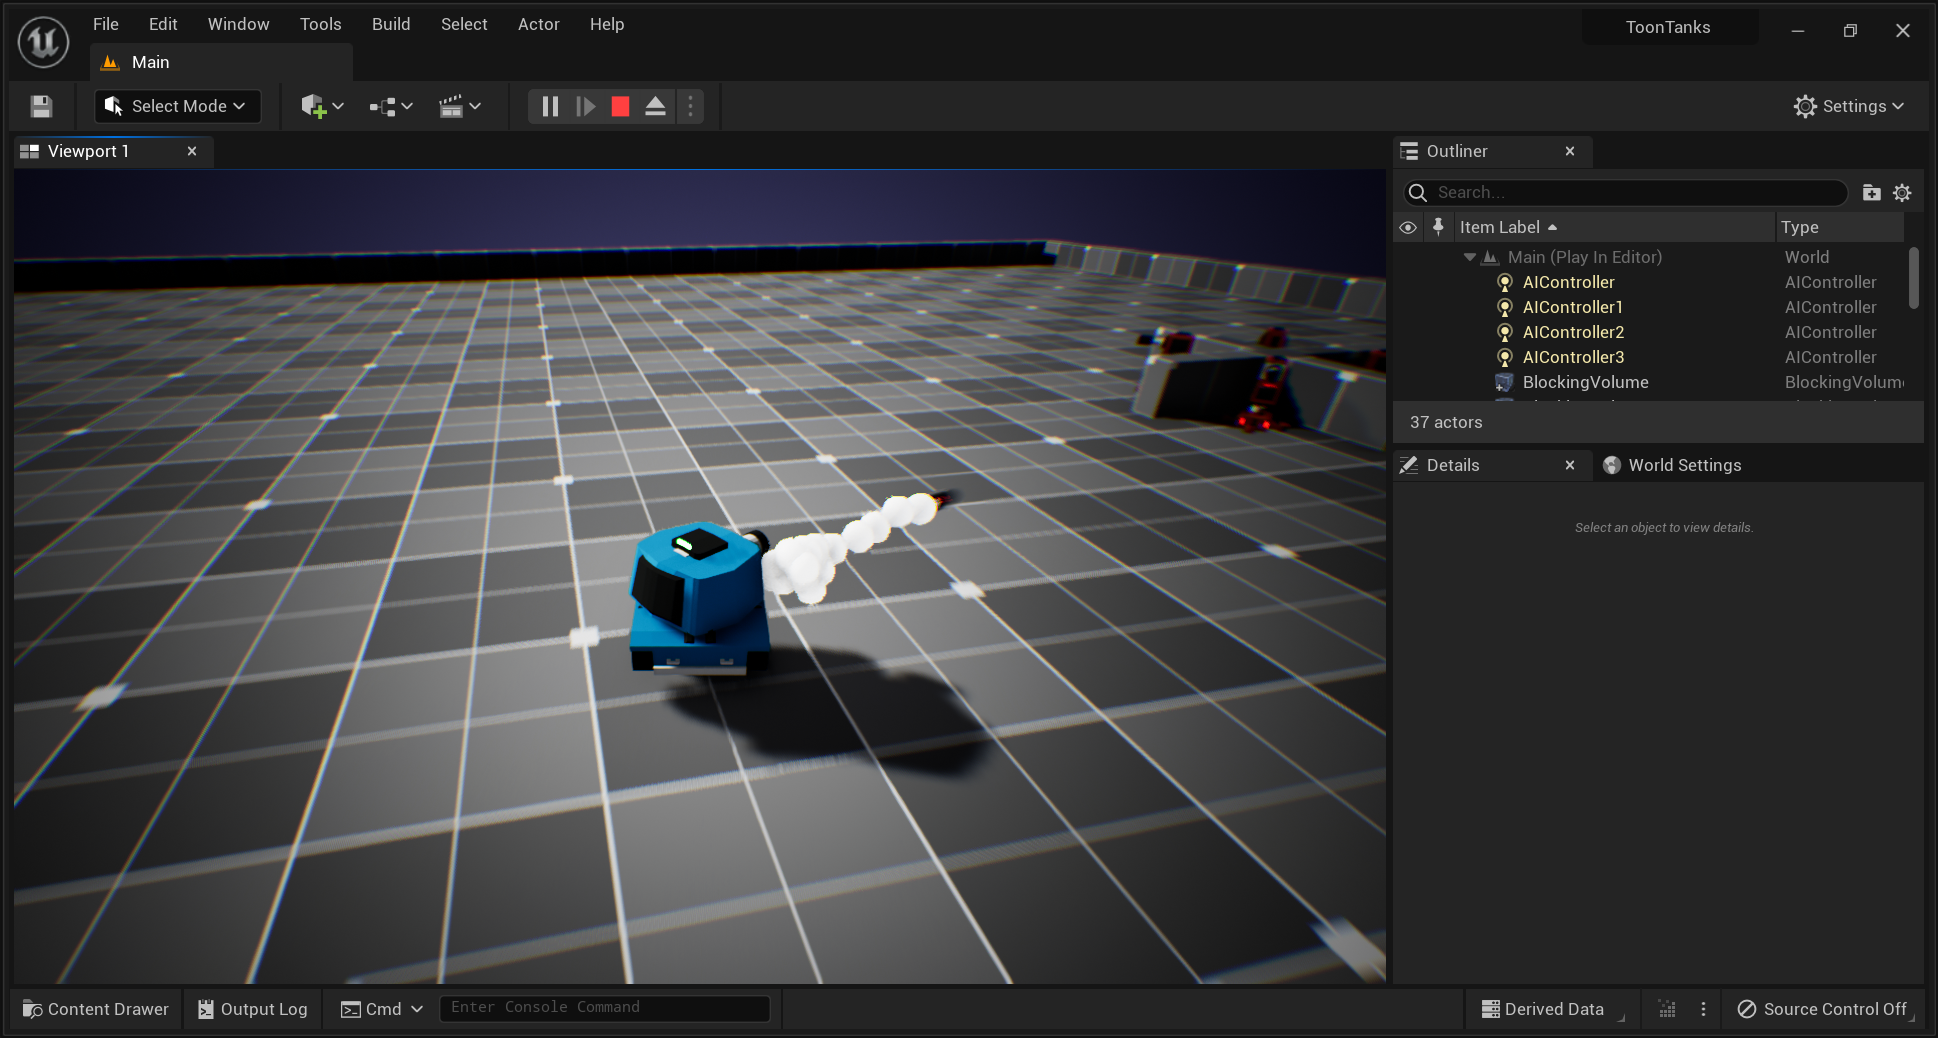 File Edit Window Tools Build Select Actor Help
ToonTanks
Main
Select Mode
Settings
Viewport 1
Outliner
Search...
Item Label Type
Main (Play In Editor) World
AIController AIController
AIController1 AIController
AIController2 AIController
AIController3 AIController
BlockingVolume
37 actors
Details World Settings
Select an object to view details.
Content Drawer Output Log Cmd Enter Console Command Derived Data Source Control Off